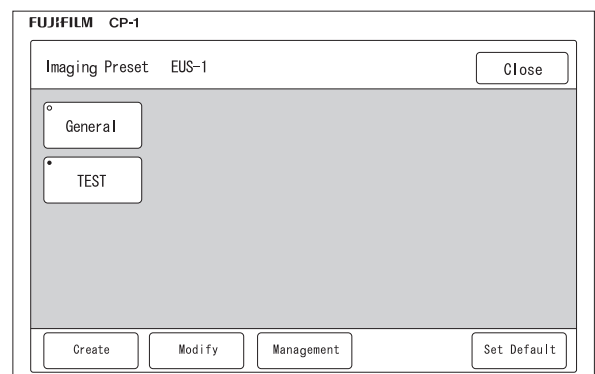 FUJIFILM CP-1
Imaging Preset EUS-1
Close
General
TEST
Create Modify Management Set Default